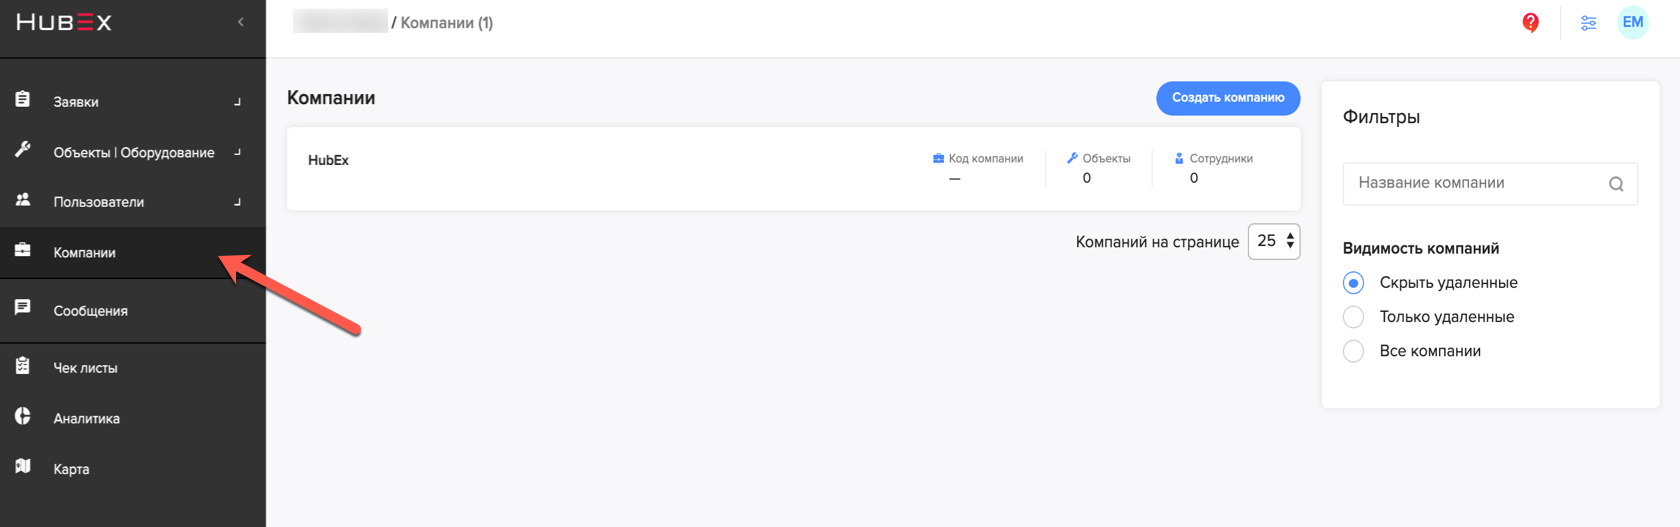 HUBEX
Заявки
Объекты | Оборудование
Пользователи
Компании
Сообщения
Чек листы
Аналитика
Карта
/ Компании (1)
?
EM
Компании
Создать компанию
HubEx
Код компании
—
Объекты
0
Сотрудники
0
Компаний на странице 25
Фильтры
Название компании
Видимость компаний
Скрыть удаленные
Только удаленные
Все компании